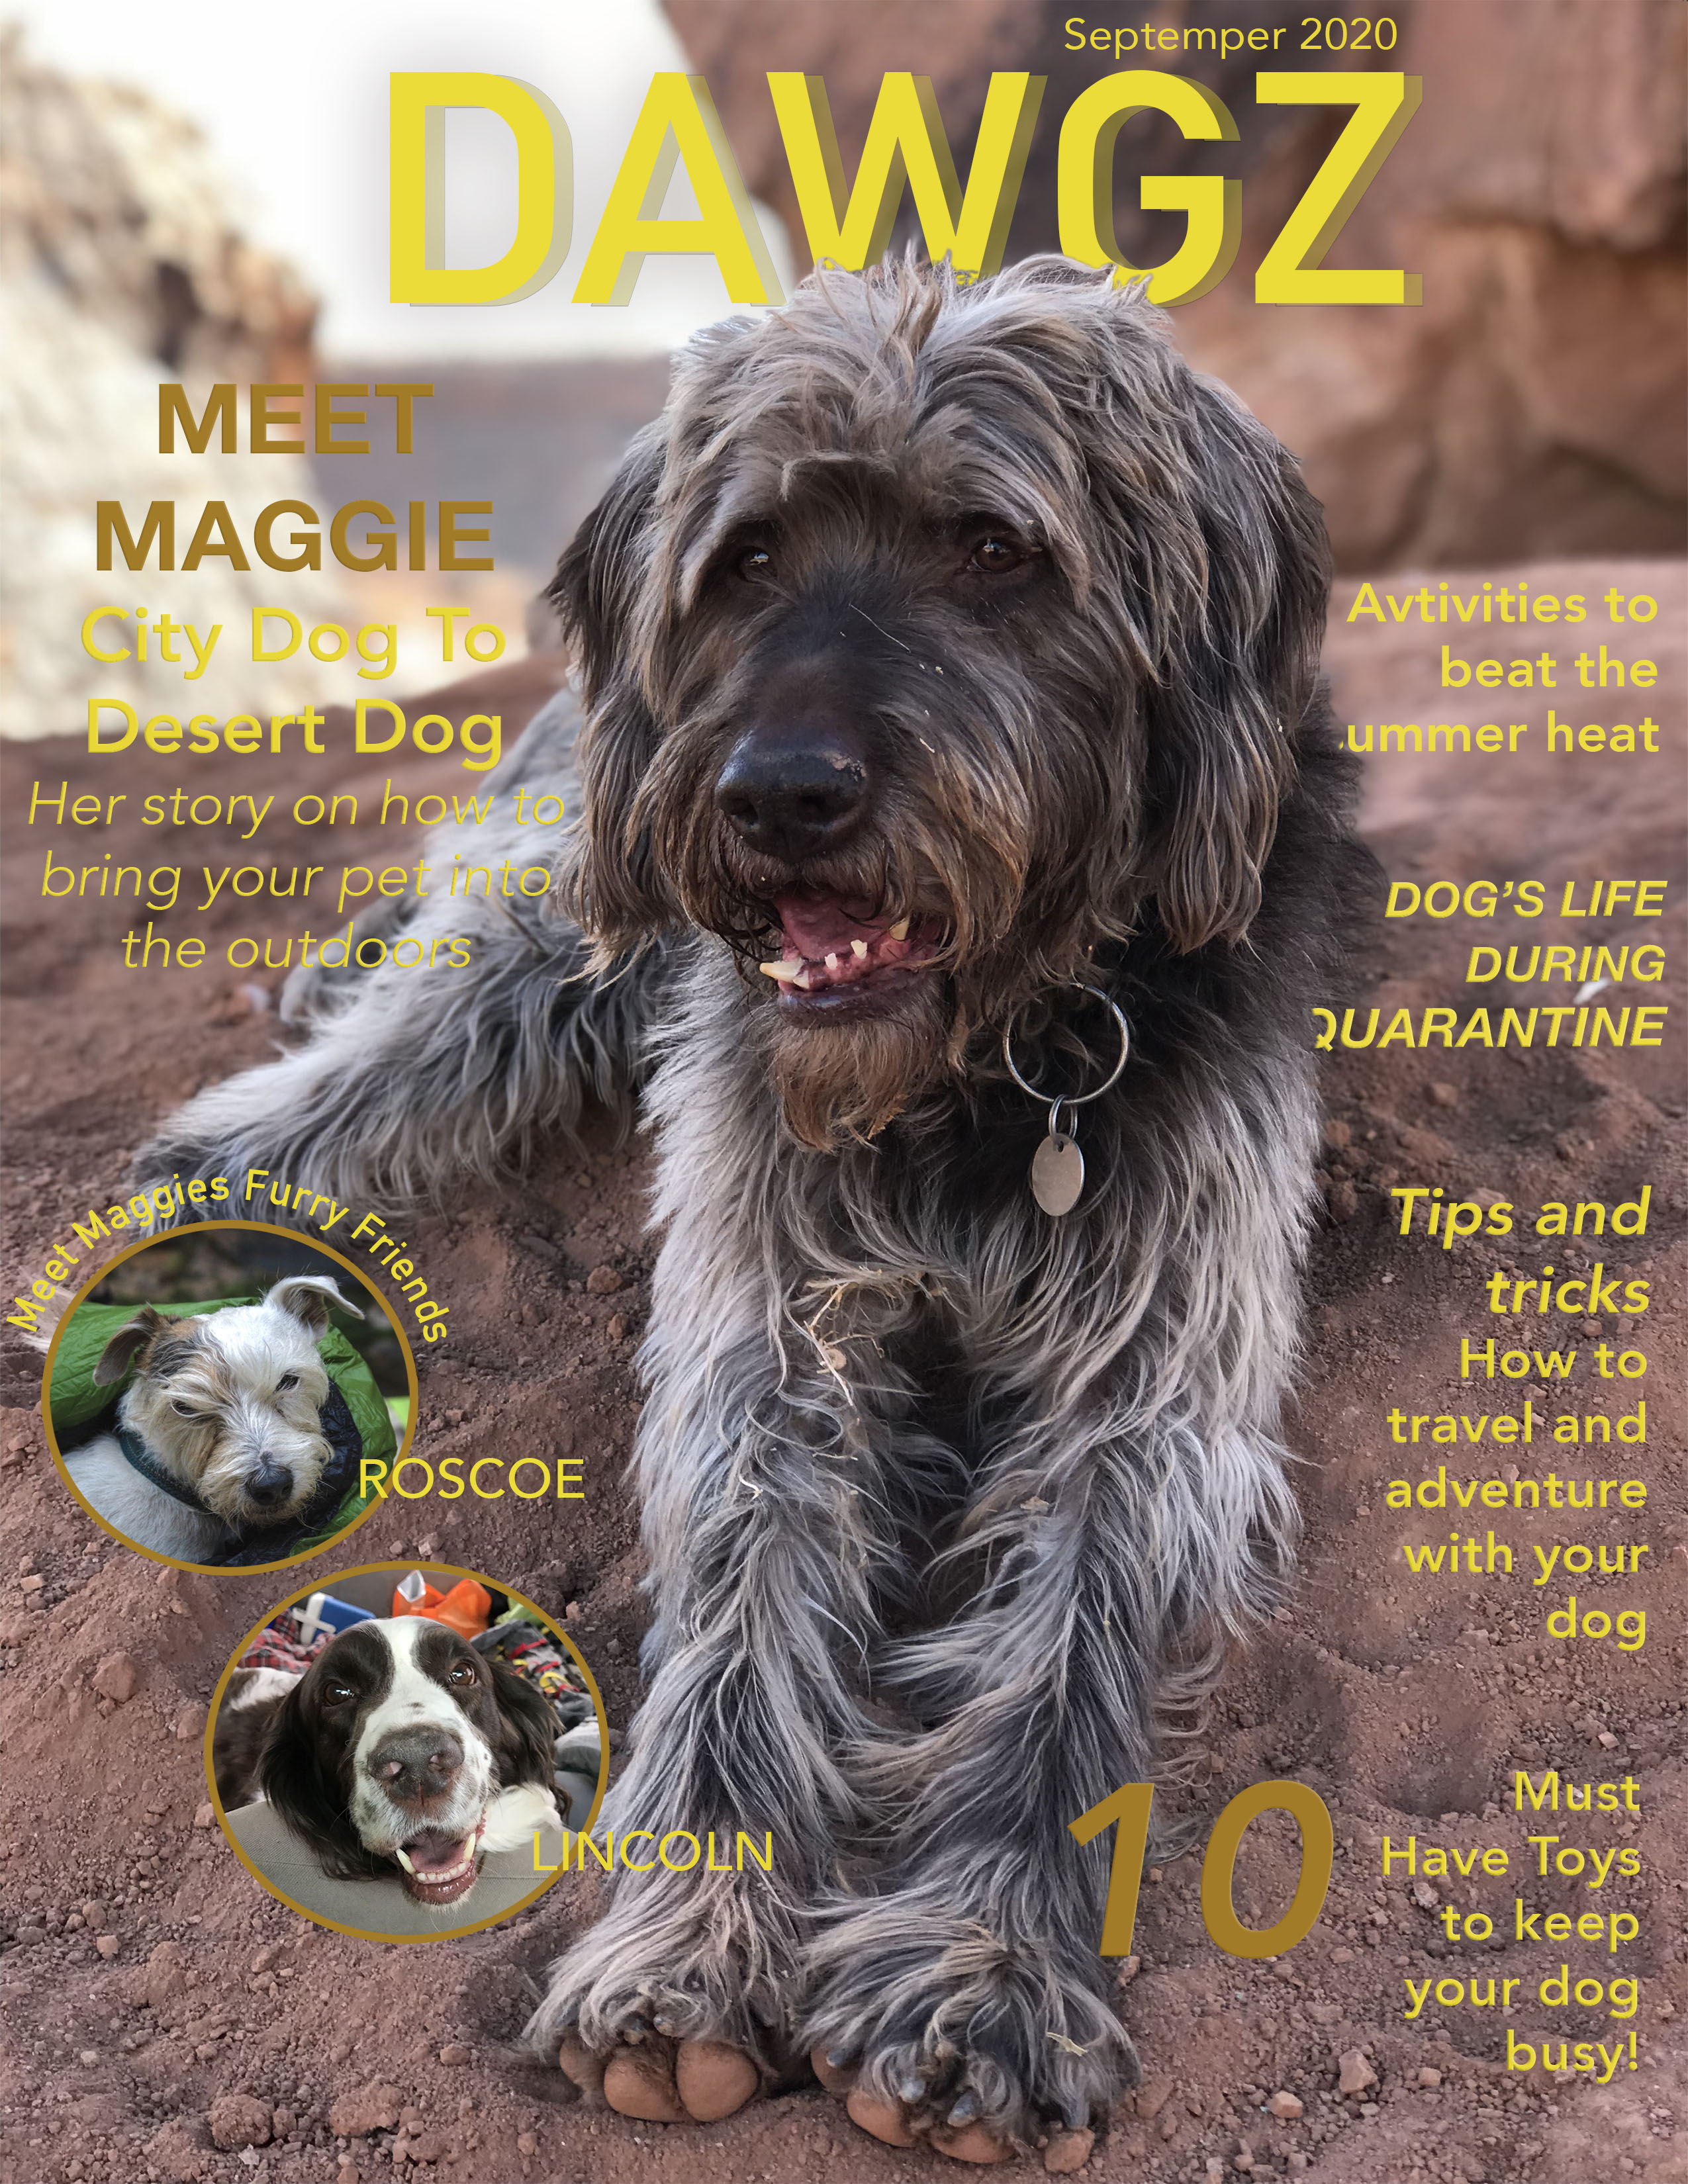 Septemper 2020
DAWGZ
MEET
MAGGIE
City Dog To
Desert Dog
Her story on how to
bring your pet into
the outdoors
Avtivities to
beat the
ummer heat
DOG'S LIFE
DURING
QUARANTINE
Meet Maggies Furry Friends
ROSCOE
LINCOLN
Tips and
tricks
How to
travel and
adventure
with your
dog
10
Must
Have Toys
to keep
your dog
busy!